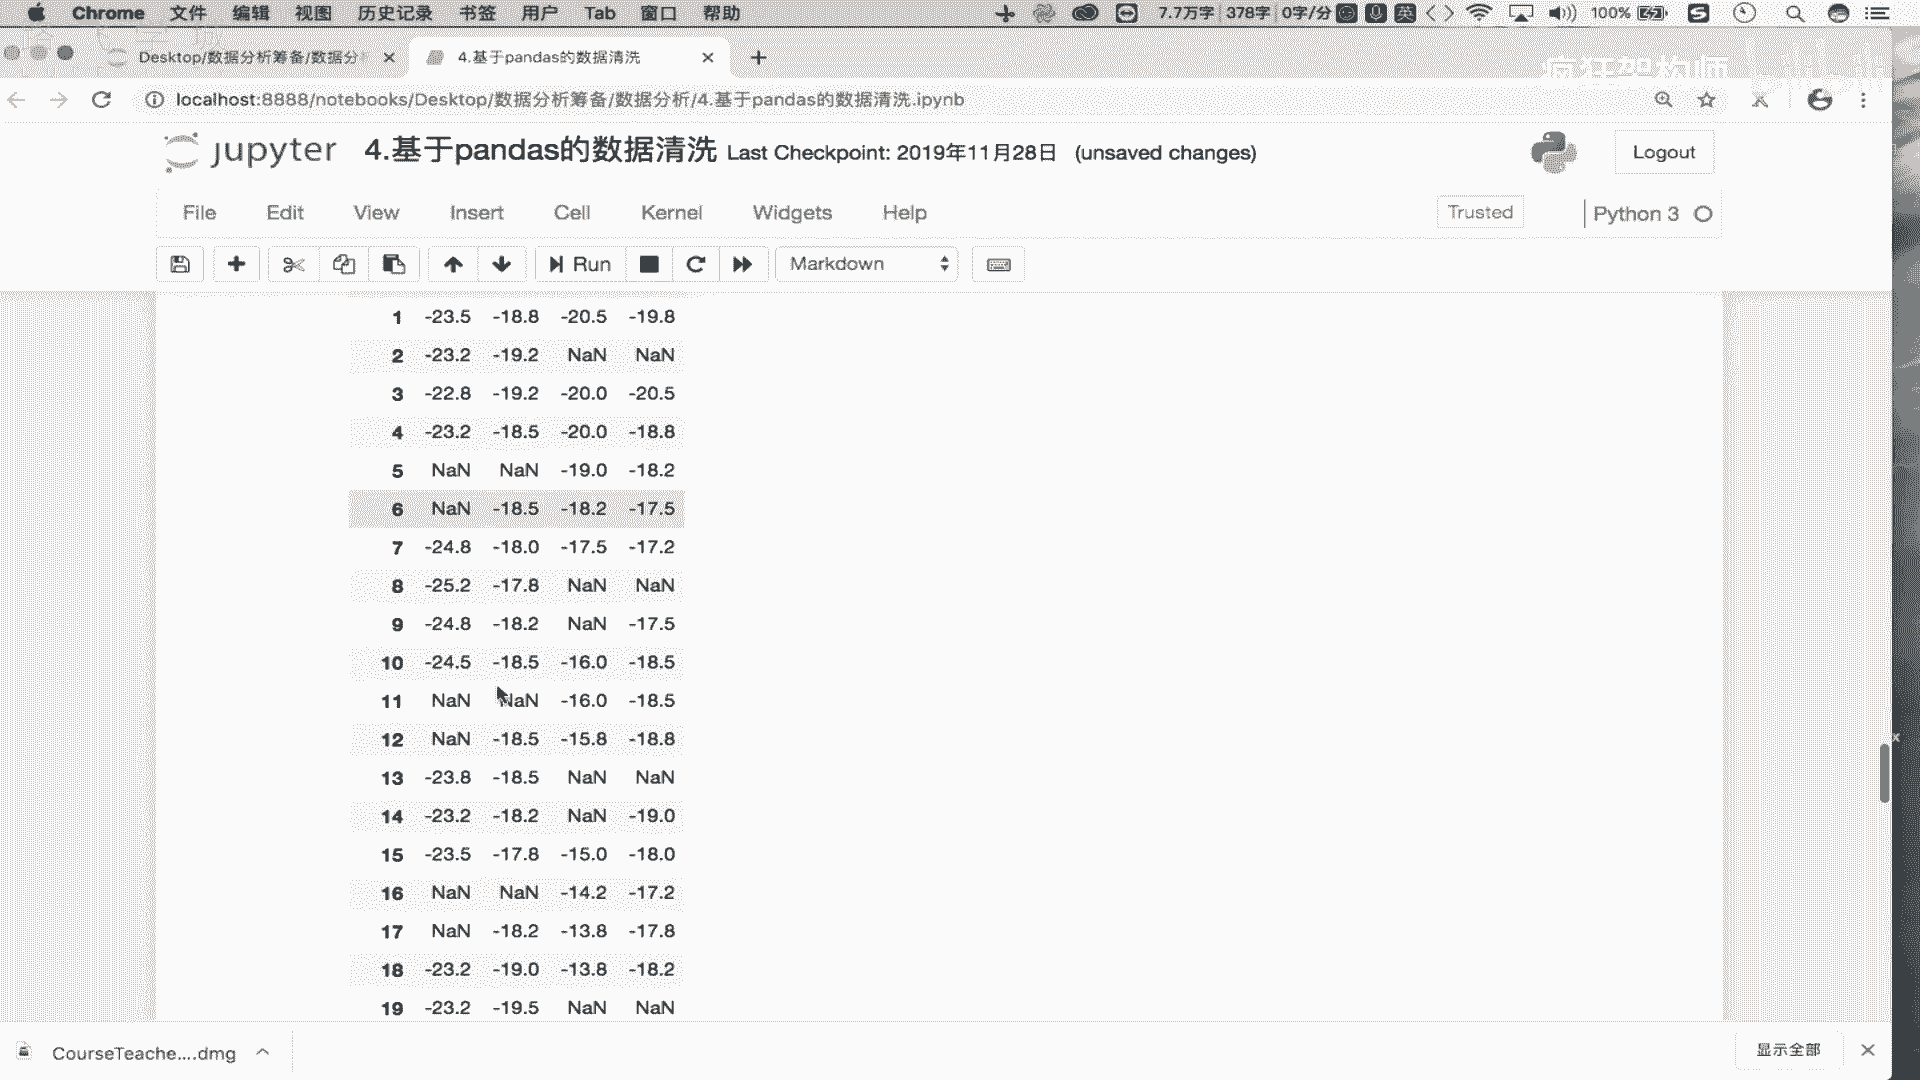 Chrome 文件 编辑 视图 历史记录 书签 用户 Tab 窗口 帮助 7.7万字 378字 0字/分 英 100%
Desktop/数据分析筹备/数据分 4.基于pandas的数据清洗
疯狂架构师
localhost:8888/notebooks/Desktop/数据分析筹备/数据分析/4.基于pandas的数据清洗.ipynb
jupyter 4.基于pandas的数据清洗 Last Checkpoint: 2019年11月28日 (unsaved changes) Logout
File Edit View Insert Cell Kernel Widgets Help Trusted Python 3
Run Markdown
1 -23.5 -18.8 -20.5 -19.8
2 -23.2 -19.2 NaN NaN
3 -22.8 -19.2 -20.0 -20.5
4 -23.2 -18.5 -20.0 -18.8
5 NaN NaN -19.0 -18.2
6 NaN -18.5 -18.2 -17.5
7 -24.8 -18.0 -17.5 -17.2
8 -25.2 -17.8 NaN NaN
9 -24.8 -18.2 NaN -17.5
10 -24.5 -18.5 -16.0 -18.5
11 NaN NaN -16.0 -18.5
12 NaN -18.5 -15.8 -18.8
13 -23.8 -18.5 NaN NaN
14 -23.2 -18.2 NaN -19.0
15 -23.5 -17.8 -15.0 -18.0
16 NaN NaN -14.2 -17.2
17 NaN -18.2 -13.8 -17.8
18 -23.2 -19.0 -13.8 -18.2
19 -23.2 -19.5 NaN NaN
CourseTeache....dmg 显示全部